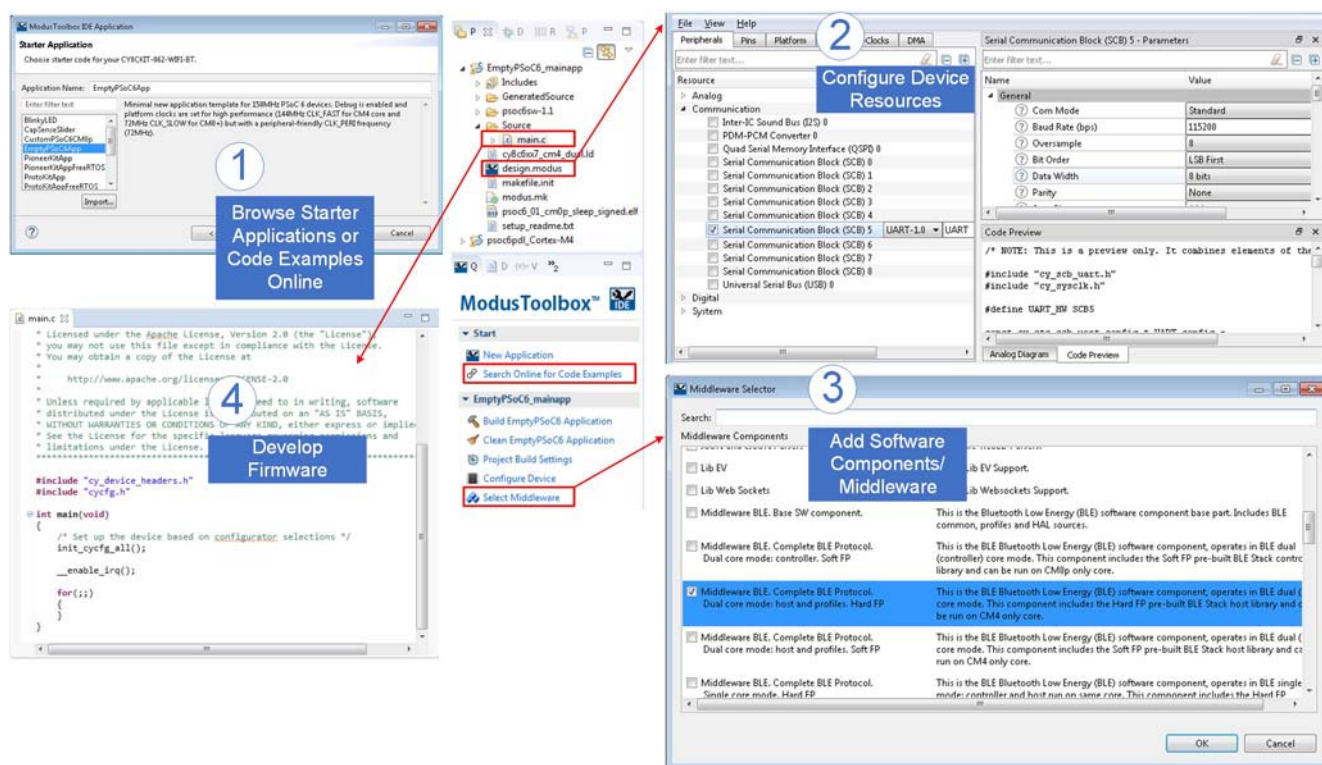 ModusToolbox IDE Application
Starter Application
Choose starter code for your CY8CKIT-062-WIFI-BT.
Application Name: EmptyPSoC6App
Enter filter text
BlinkyLED
CapSenseSlider
CustomPSoC6CM0p
EmptyPSoC6App
PioneerKitApp
PioneerKitAppFreeRTOS
ProtoKitApp
ProtoKitAppFreeRTOS
Import...
Minimal new application template for 150MHz PSoC 6 devices. Debug is enabled and
platform clocks are set for high performance (144MHz CLK_FAST for CM4 core and
72MHz CLK_SLOW for CM0+) but with a peripheral-friendly CLK_PERI frequency
(72MHz).
1
Browse Starter
Applications or
Code Examples
Online
Cancel
P D R P
EmptyPSoC6_mainapp
Includes
GeneratedSource
psoc6sw-1.1
Source
main.c
cy8c6xx7_cm4_dual.ld
design.modus
makefile.init
modus.mk
psoc6_01_cm0p_sleep_signed.elf
setup_readme.txt
psoc6pdl_Cortex-M4
Q D V 2
ModusToolbox™ IDE
Start
New Application
Search Online for Code Examples
EmptyPSoC6_mainapp
Build EmptyPSoC6 Application
Clean EmptyPSoC6 Application
Project Build Settings
Configure Device
Select Middleware
File View Help
Peripherals Pins Platform Clocks DMA
2
Configure Device
Resources
Enter filter text...
Resource
Analog
Communication
Inter-IC Sound Bus (I2S) 0
PDM-PCM Converter 0
Quad Serial Memory Interface (QSPI) 0
Serial Communication Block (SCB) 0
Serial Communication Block (SCB) 1
Serial Communication Block (SCB) 2
Serial Communication Block (SCB) 3
Serial Communication Block (SCB) 4
Serial Communication Block (SCB) 5 UART-1.0 UART
Serial Communication Block (SCB) 6
Serial Communication Block (SCB) 7
Serial Communication Block (SCB) 8
Universal Serial Bus (USB) 0
Digital
System
Serial Communication Block (SCB) 5 - Parameters
Enter filter text...
Name Value
General
Com Mode Standard
Baud Rate (bps) 115200
Oversample 8
Bit Order LSB First
Data Width 8 bits
Parity None
Code Preview
/* NOTE: This is a preview only. It combines elements of the
#include "cy_scb_uart.h"
#include "cy_sysclk.h"
#define UART_HW SCB5
Analog Diagram Code Preview
main.c
* Licensed under the Apache License, Version 2.0 (the "License");
* you may not use this file except in compliance with the License.
* You may obtain a copy of the License at
*
* http://www.apache.org/licenses/LICENSE-2.0
*
* Unless required by applicable to in writing, software
* distributed under the License is on an "AS IS" BASIS,
* WITHOUT WARRANTIES OR CONDITIONS OF ANY KIND, either express or implied
* See the License for the specific and
* limitations under the License.
4
Develop
Firmware
#include "cy_device_headers.h"
#include "cycfg.h"
int main(void)
{
/* Set up the device based on configurator selections */
init_cycfg_all();
__enable_irq();
for(;;)
{
}
}
Middleware Selector
3
Add Software
Components/
Middleware
Search:
Middleware Components
Lib EV Lib EV Support.
Lib Web Sockets Lib Websockets Support.
Middleware BLE. Base SW component. This is the Bluetooth Low Energy (BLE) software component base part. Includes BLE
common, profiles and HAL sources.
Middleware BLE. Complete BLE Protocol. This is the BLE Bluetooth Low Energy (BLE) software component, operates in BLE dual
Dual core mode: controller. Soft FP (controller) core mode. This component includes the Soft FP pre-built BLE Stack contro
library and can be run on CM0p only core.
Middleware BLE. Complete BLE Protocol. This is the BLE Bluetooth Low Energy (BLE) software component, operates in BLE dual (
Dual core mode: host and profiles. Hard FP core mode. This component includes the Hard FP pre-built BLE Stack host library and c
be run on CM4 only core.
Middleware BLE. Complete BLE Protocol. This is the BLE Bluetooth Low Energy (BLE) software component, operates in BLE dual (
Dual core mode: host and profiles. Soft FP core mode. This component includes the Soft FP pre-built BLE Stack host library and ca
run on CM4 only core.
Middleware BLE. Complete BLE Protocol. This is the BLE Bluetooth Low Energy (BLE) software component, operates in BLE single
Single core mode. Hard FP mode: controller and host run on same core. This component includes the Hard FP
OK Cancel